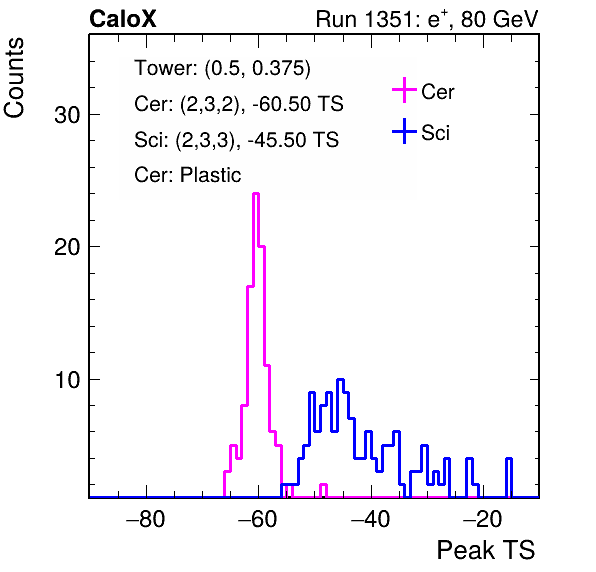 CaloX Run 1351: e⁺, 80 GeV
Counts
Tower: (0.5, 0.375)
Cer: (2,3,2), -60.50 TS
Sci: (2,3,3), -45.50 TS
Cer: Plastic
Cer
Sci
30
20
10
−80 −60 −40 −20
Peak TS